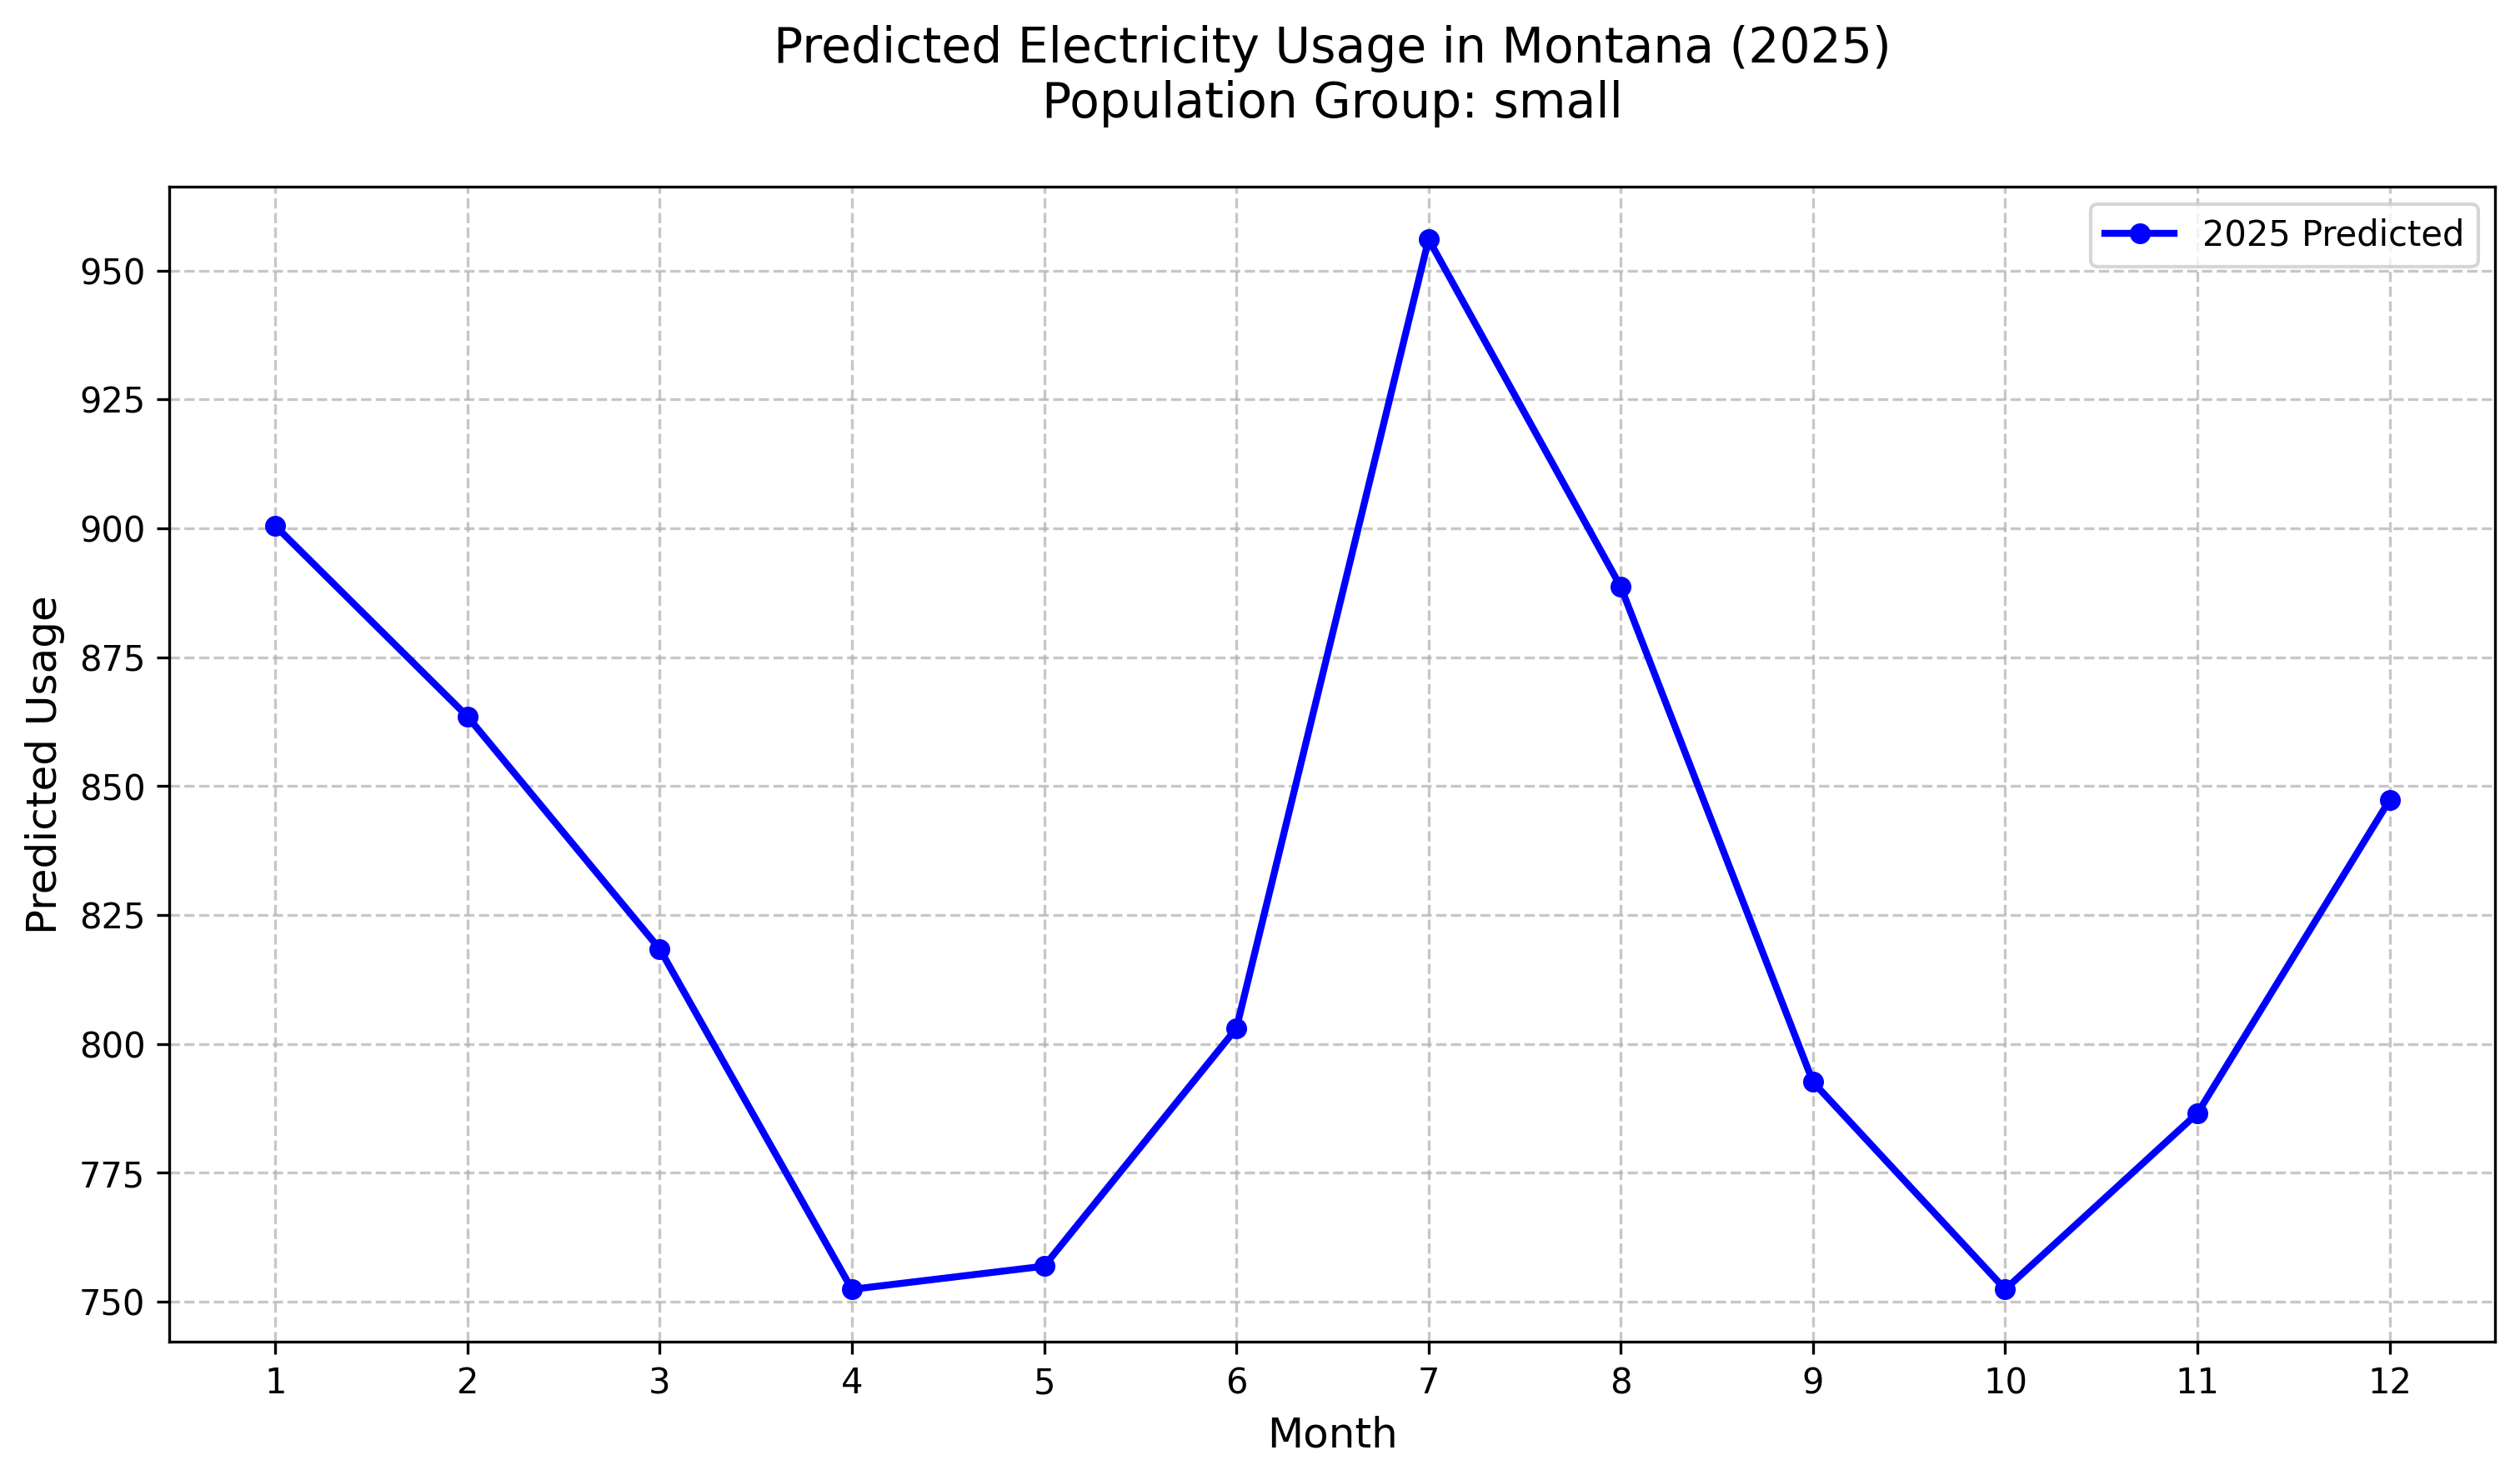 Predicted Electricity Usage in Montana (2025)
Population Group: small
2025 Predicted
Predicted Usage
950
925
900
875
850
825
800
775
750
1 2 3 4 5 6 7 8 9 10 11 12
Month